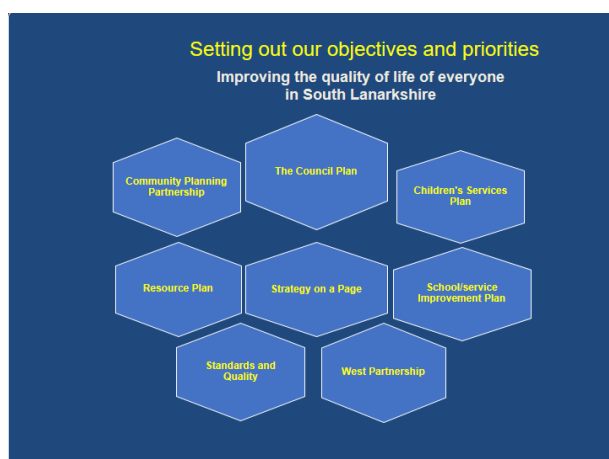 Setting out our objectives and priorities
Improving the quality of life of everyone
in South Lanarkshire
Community Planning
Partnership
The Council Plan
Children's Services
Plan
Resource Plan
Strategy on a Page
School/service
Improvement Plan
Standards and
Quality
West Partnership